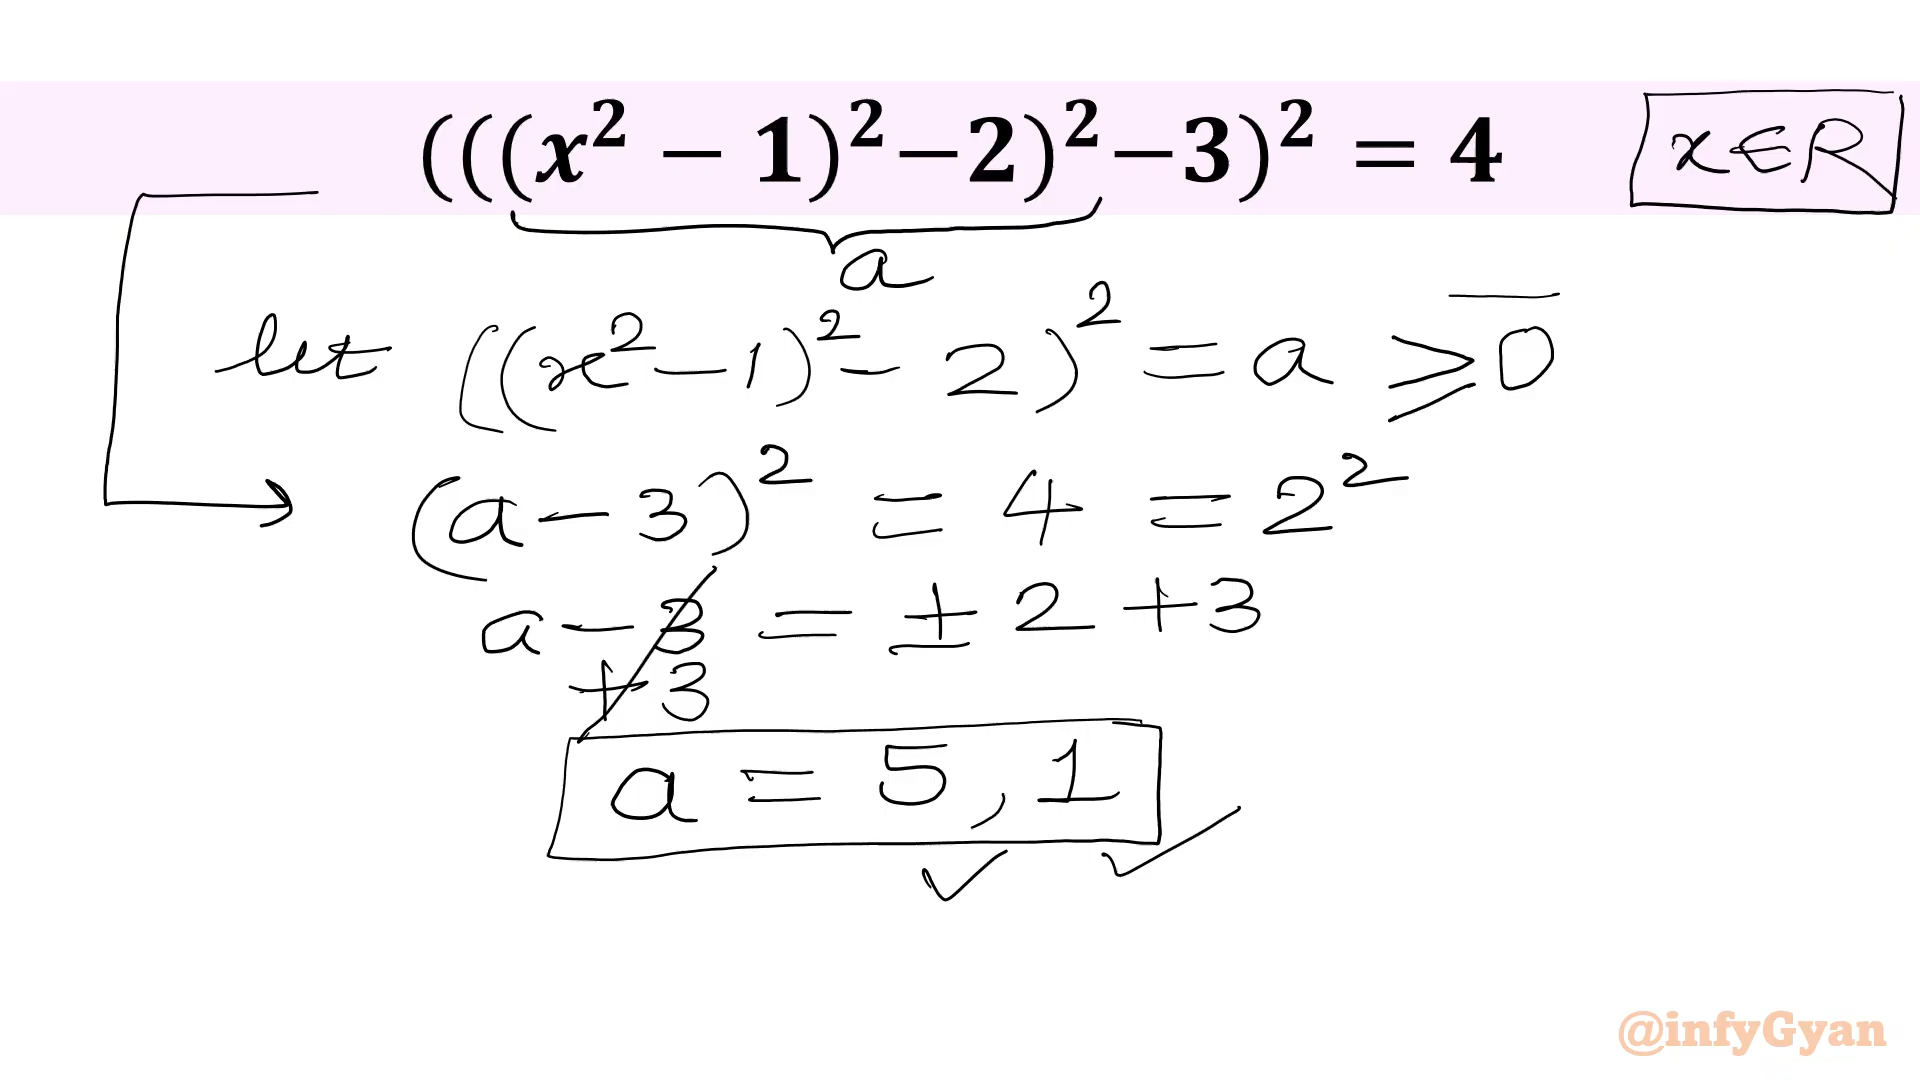 (((x² − 1)²−2)²−3)² = 4 x∈R
a
let ((x²−1)²− 2)² = a ≥ 0
(a − 3)² = 4 = 2²
a − 3 = ± 2 + 3
+ 3
a = 5 , 1
@infyGyan